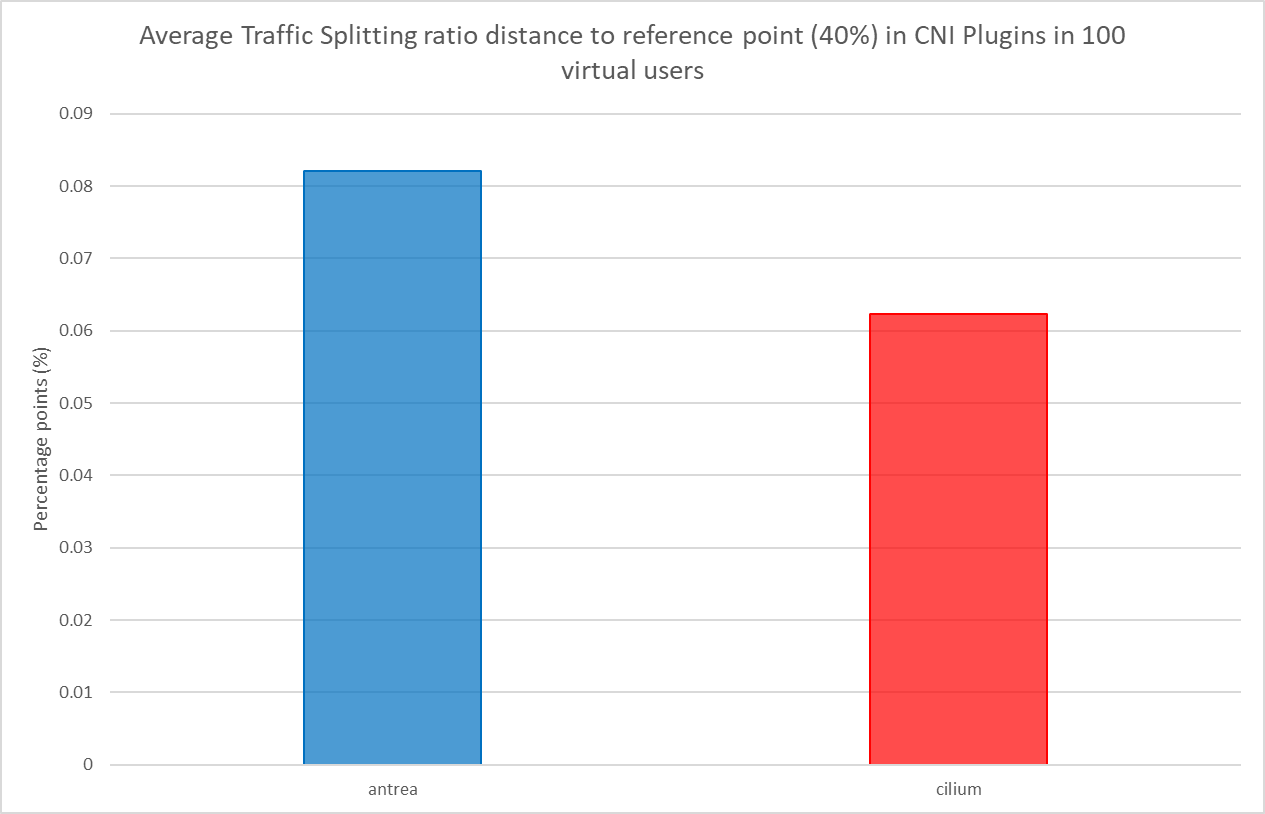 Average Traffic Splitting ratio distance to reference point (40%) in CNI Plugins in 100
virtual users
Percentage points (%)
0.09
0.08
0.07
0.06
0.05
0.04
0.03
0.02
0.01
0
antrea
cilium